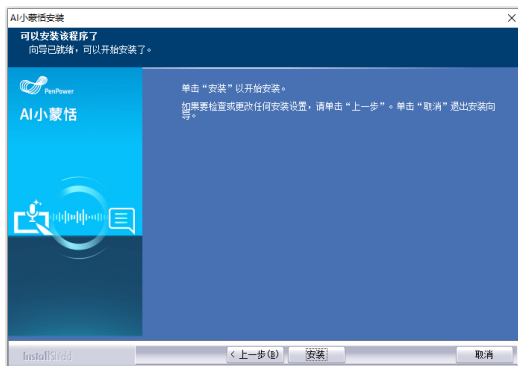 AI小蒙恬安装
可以安装该程序了
向导已就绪，可以开始安装了。
PenPower
AI小蒙恬
单击“安装”以开始安装。
如果要检查或更改任何安装设置，请单击“上一步”。单击“取消”退出安装向
导。
InstallShield
< 上一步(B)
安装
取消